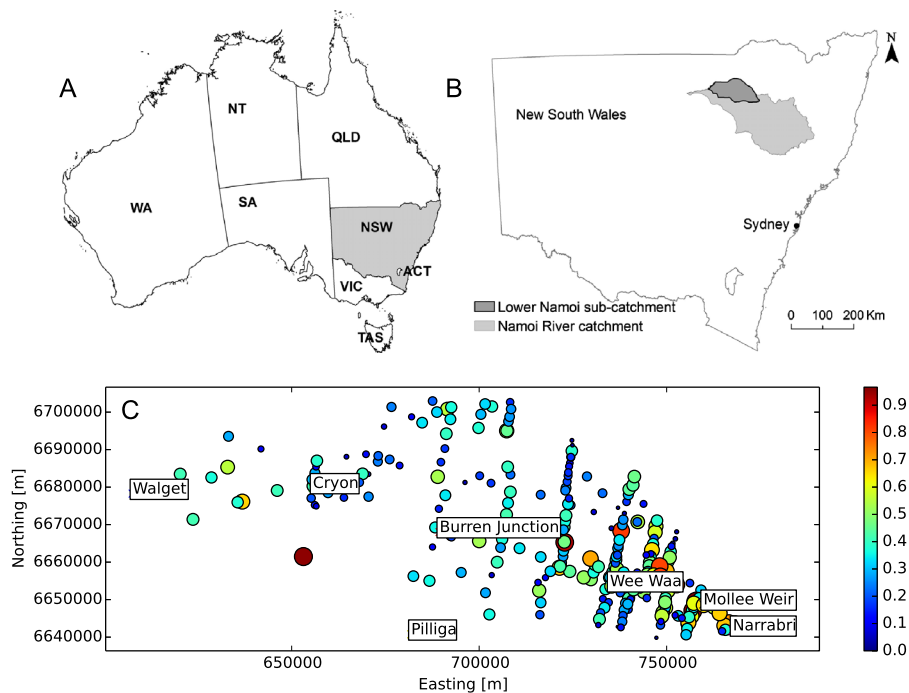 A
NT
QLD
WA
SA
NSW
ACT
VIC
TAS
B
N
New South Wales
Sydney
Lower Namoi sub-catchment
Namoi River catchment
0 100 200 Km
C
6700000
6690000
6680000
6670000
6660000
6650000
6640000
Northing [m]
Walget
Cryon
Burren Junction
Wee Waa
Mollee Weir
Narrabri
Pilliga
650000 700000 750000
Easting [m]
0.9
0.8
0.7
0.6
0.5
0.4
0.3
0.2
0.1
0.0